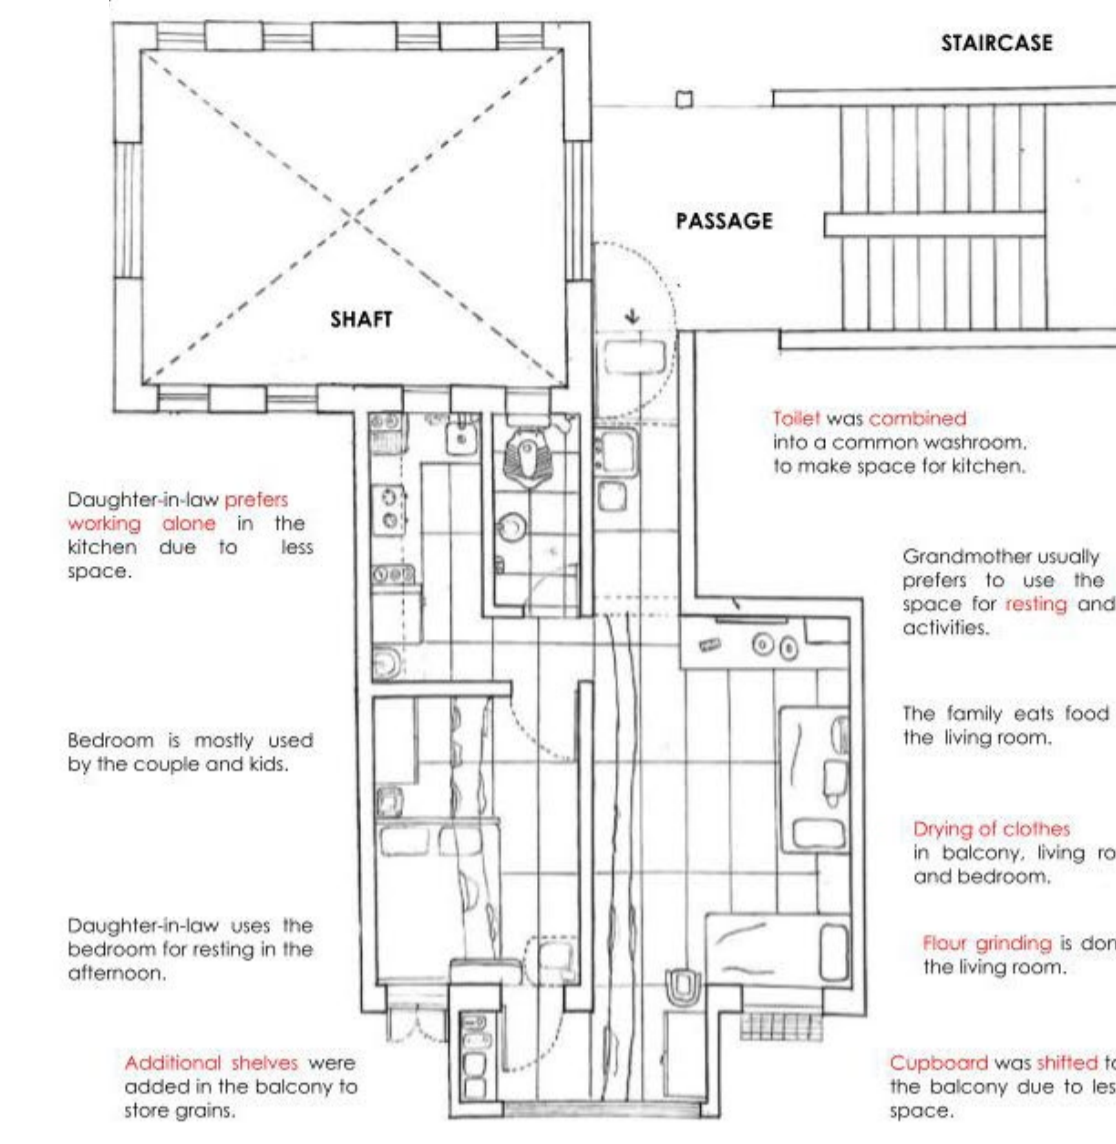 STAIRCASE
PASSAGE
SHAFT
Toilet was combined
into a common washroom,
to make space for kitchen.
Daughter-in-law prefers
working alone in the
kitchen due to less
space.
Grandmother usually
prefers to use the
space for resting and
activities.
The family eats food
the living room.
Bedroom is mostly used
by the couple and kids.
Drying of clothes
in balcony, living
and bedroom.
Daughter-in-law uses the
bedroom for resting in the
afternoon.
Flour grinding is
the living room.
Additional shelves were
added in the balcony to
store grains.
Cupboard was shifted
the balcony due to
space.